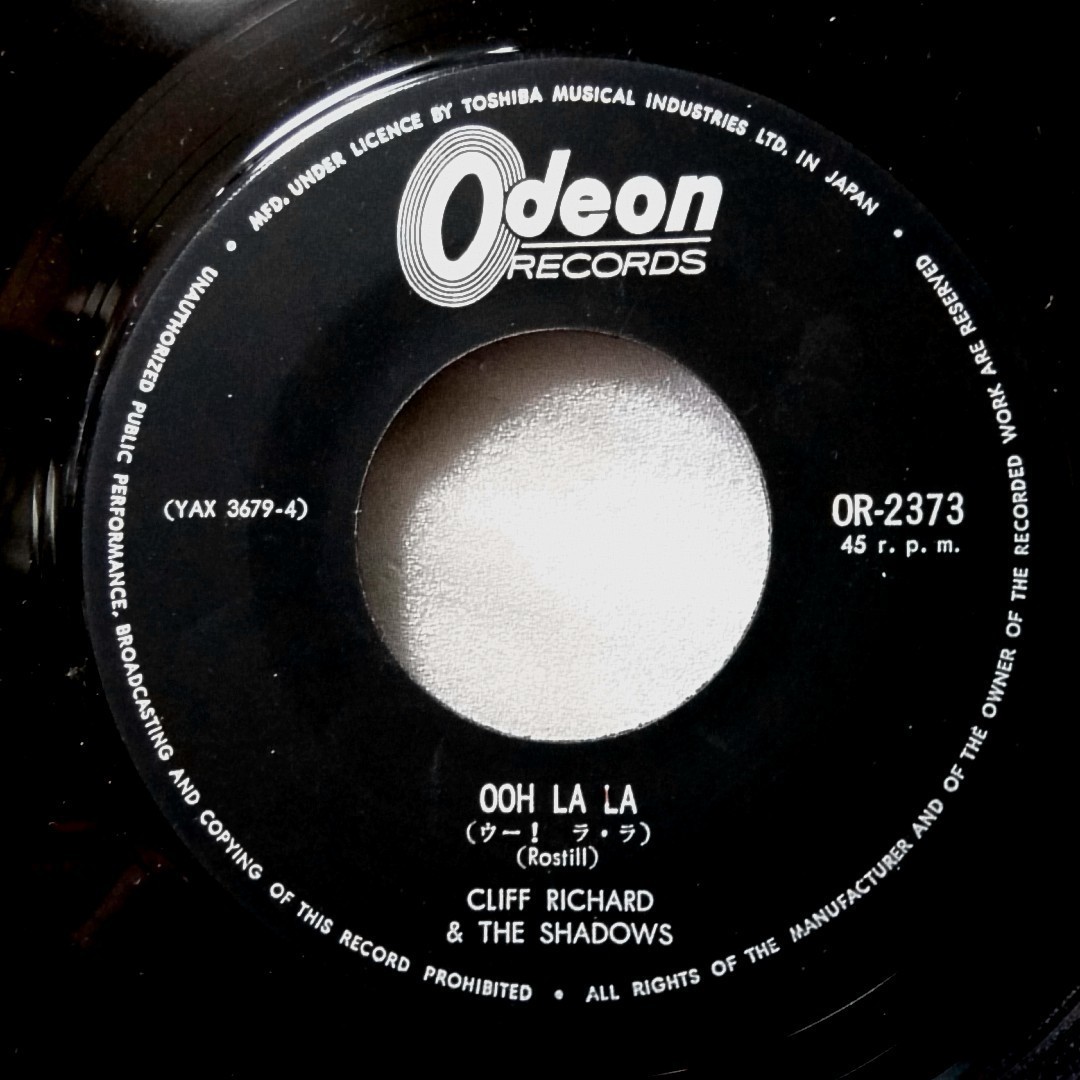 MFD. UNDER LICENCE BY TOSHIBA MUSICAL INDUSTRIES LTD. IN JAPAN
Odeon
RECORDS
(YAX 3679-4)
OR-2373
45 r. p. m.
OOH LA LA
(ウー! ラ・ラ)
(Rostill)
CLIFF RICHARD
& THE SHADOWS
• UNAUTHORIZED PUBLIC PERFORMANCE, BROADCASTING AND COPYING OF THIS RECORD PROHIBITED • ALL RIGHTS OF THE MANUFACTURER AND OF THE OWNER OF THE RECORDED WORK ARE RESERVED •